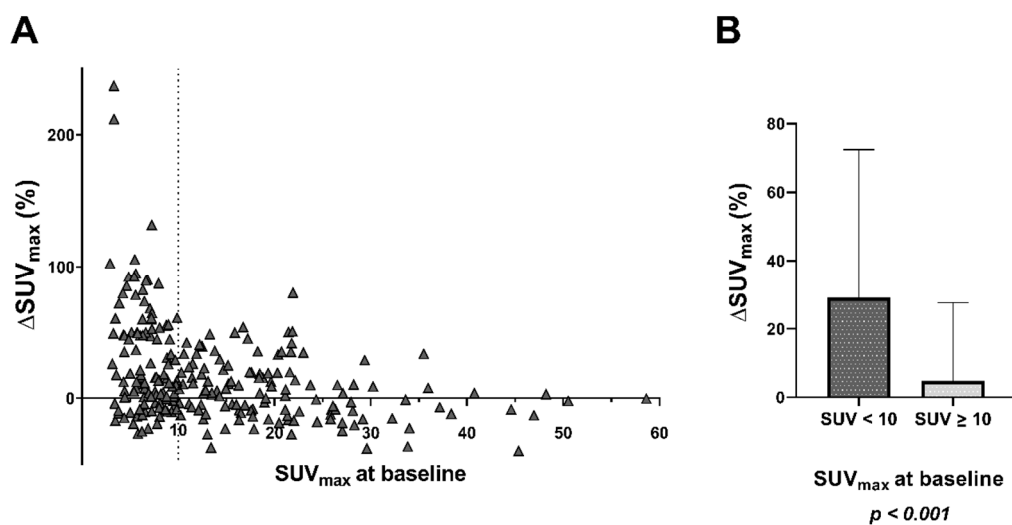 A
B
ΔSUVmax (%)
200
100
0
10
20
30
40
50
60
SUVmax at baseline
ΔSUVmax (%)
80
60
40
20
0
SUV < 10
SUV ≥ 10
SUVmax at baseline
p < 0.001